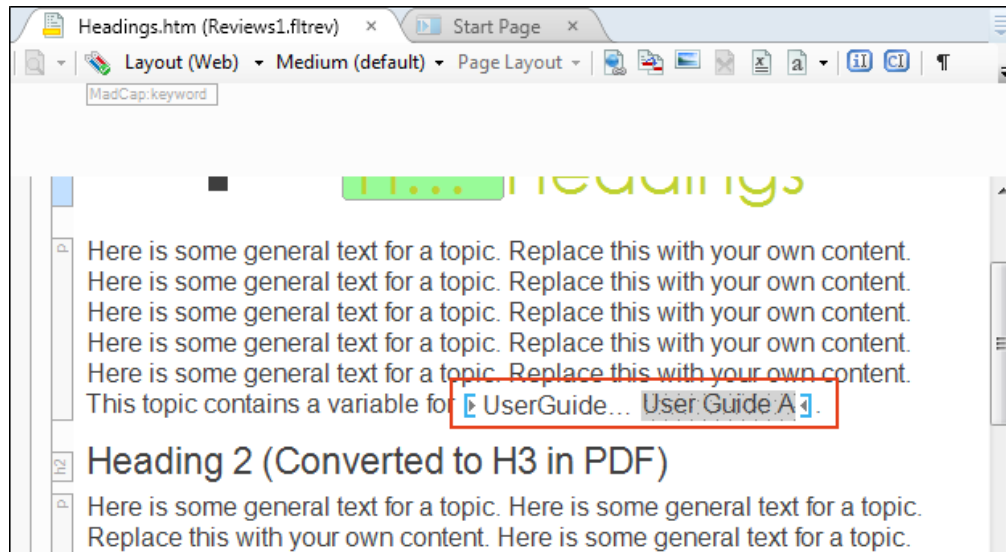 Headings.htm (Reviews1.fltrev) × Start Page ×
Layout (Web) Medium (default) Page Layout x a iI CI ¶
MadCap:keyword
H... Headings
p Here is some general text for a topic. Replace this with your own content.
Here is some general text for a topic. Replace this with your own content.
Here is some general text for a topic. Replace this with your own content.
Here is some general text for a topic. Replace this with your own content.
Here is some general text for a topic. Replace this with your own content.
This topic contains a variable for [ UserGuide... User Guide A ] .
h2 Heading 2 (Converted to H3 in PDF)
p Here is some general text for a topic. Here is some general text for a topic.
Replace this with your own content. Here is some general text for a topic.